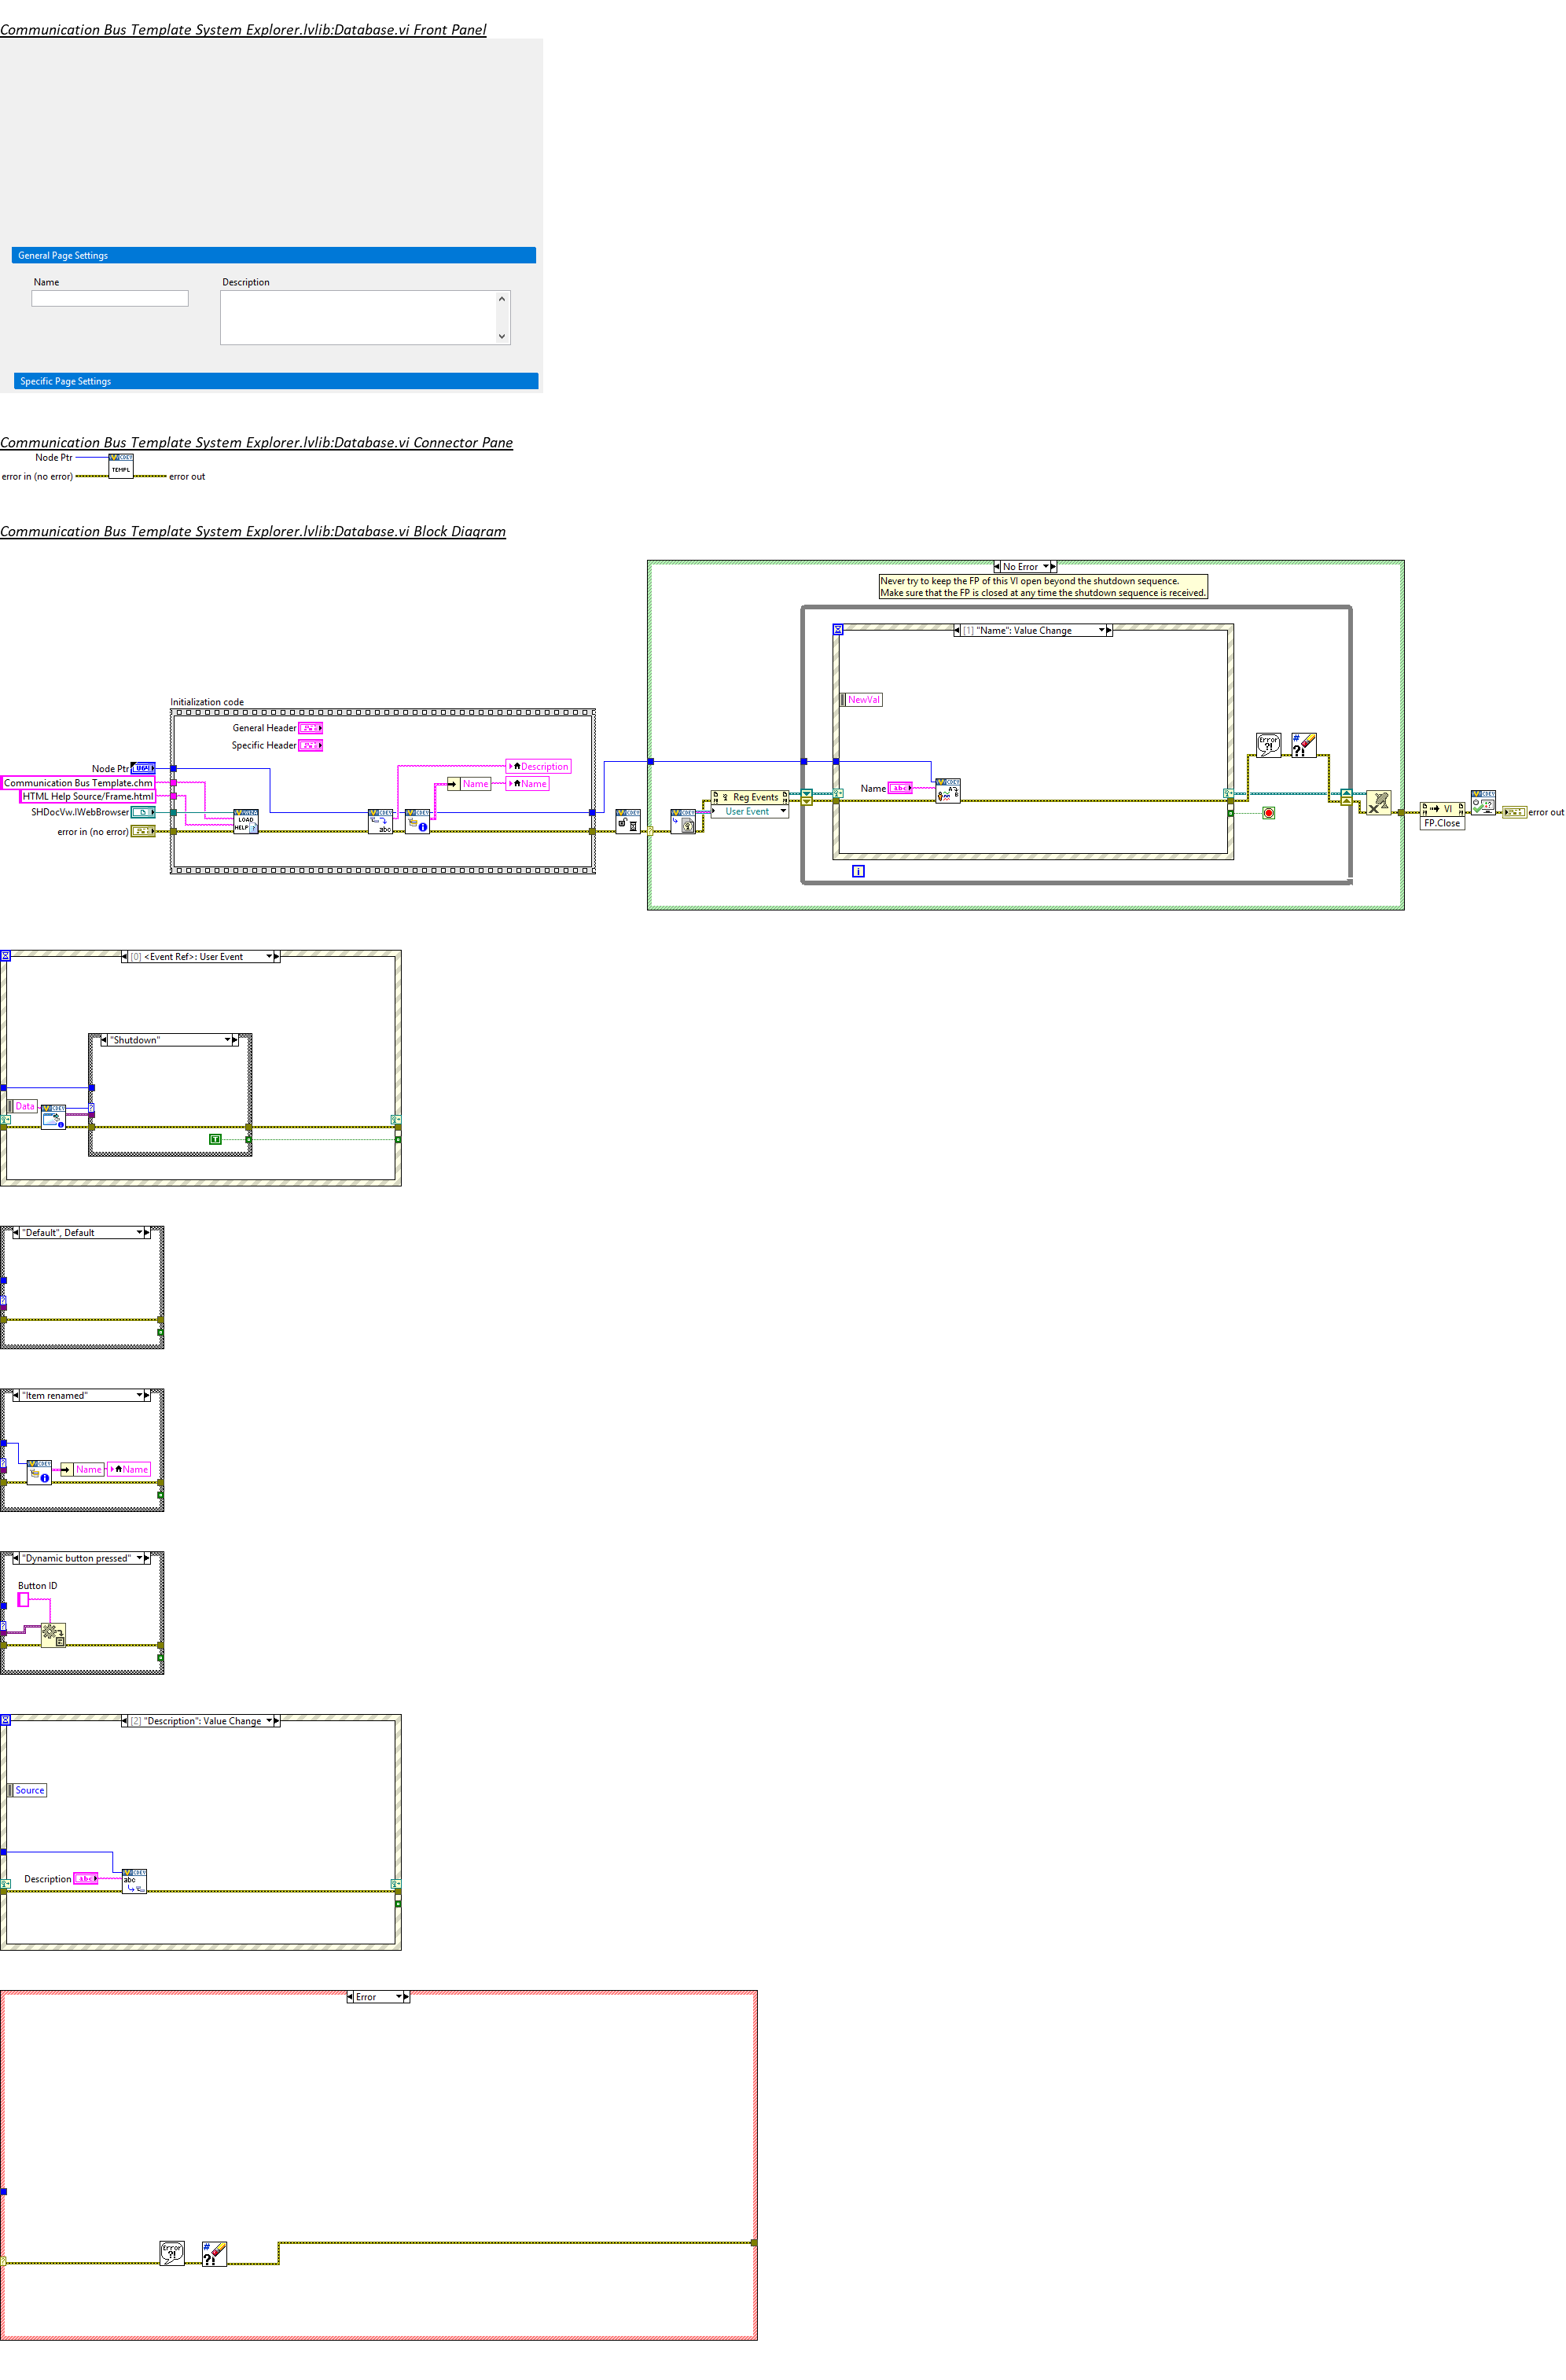 Communication Bus Template System Explorer.lvlib:Database.vi Front Panel
General Page Settings
Name
Description
Specific Page Settings
Communication Bus Template System Explorer.lvlib:Database.vi Connector Pane
Node Ptr
error in (no error)
TEMPL
error out
Communication Bus Template System Explorer.lvlib:Database.vi Block Diagram
No Error
Never try to keep the FP of this VI open beyond the shutdown sequence.
Make sure that the FP is closed at any time the shutdown sequence is received.
[1] "Name": Value Change
NewVal
Initialization code
General Header
Specific Header
Node Ptr
Communication Bus Template.chm
HTML Help Source/Frame.html
SHDocVw.IWebBrowser
error in (no error)
LOAD
HELP
abc
Description
Name
Name
Reg Events
User Event
Name
abc
Error
?!
#
?!
i
VI
FP.Close
error out
[0] <Event Ref>: User Event
"Shutdown"
Data
T
"Default", Default
"Item renamed"
Name
Name
"Dynamic button pressed"
Button ID
[2] "Description": Value Change
Source
Description
abc
abc
Error
Error
?!
#
?!